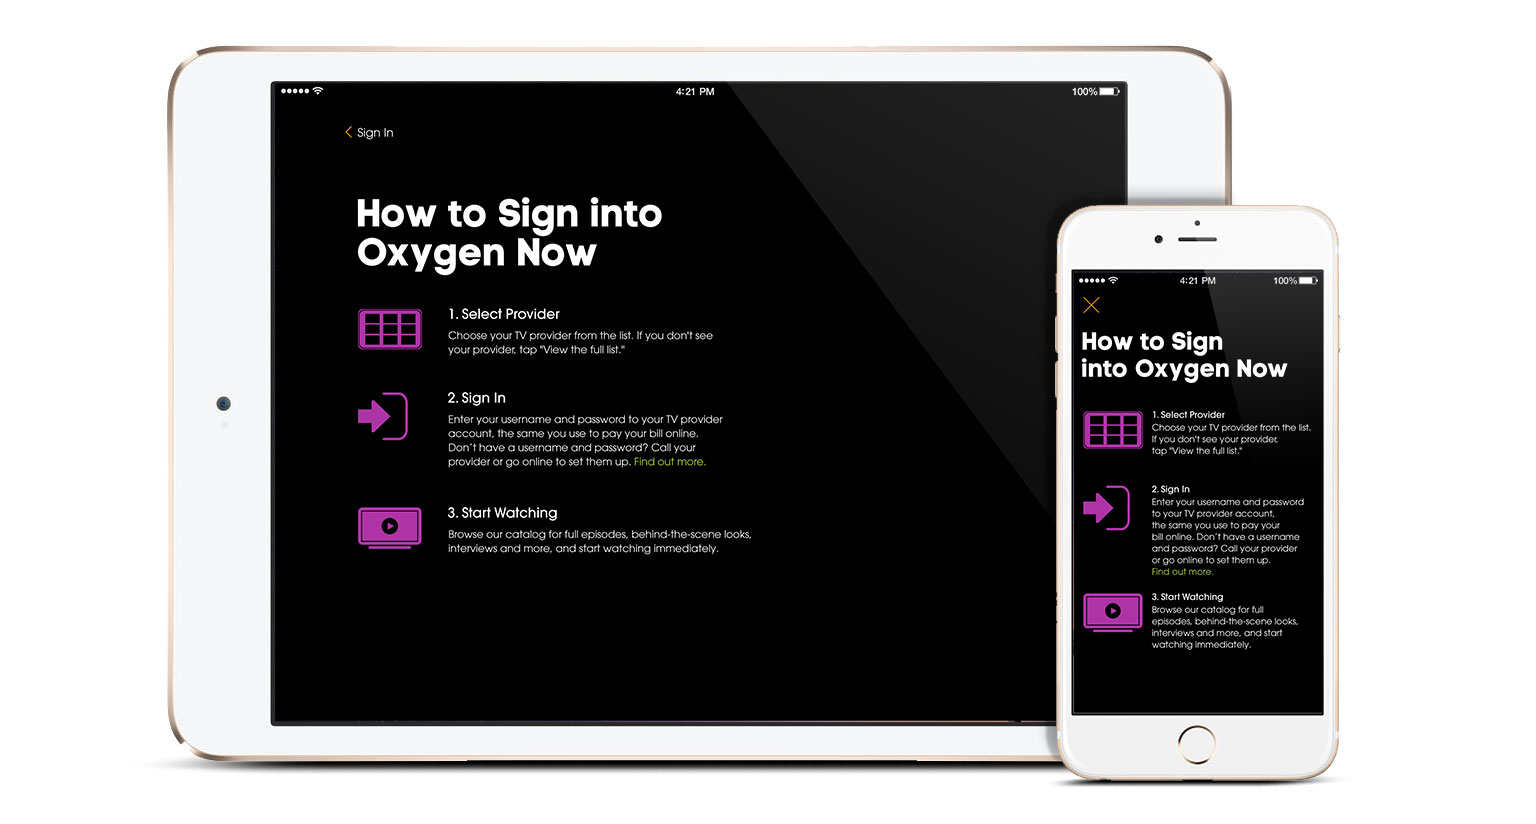 4:21 PM
100%
Sign In
How to Sign into
Oxygen Now
1. Select Provider
Choose your TV provider from the list. If you don't see
your provider, tap "View the full list."
2. Sign In
Enter your username and password to your TV provider
account, the same you use to pay your bill online.
Don’t have a username and password? Call your
provider or go online to set them up. Find out more.
3. Start Watching
Browse our catalog for full episodes, behind-the-scene looks,
interviews and more, and start watching immediately.
4:21 PM
100%
How to Sign
into Oxygen Now
1. Select Provider
Choose your TV provider from the list.
If you don't see your provider,
tap "View the full list."
2. Sign In
Enter your username and password
to your TV provider account,
the same you use to pay your
bill online. Don’t have a username
and password? Call your provider
or go online to set them up.
Find out more.
3. Start Watching
Browse our catalog for full
episodes, behind-the-scene looks,
interviews and more, and start
watching immediately.